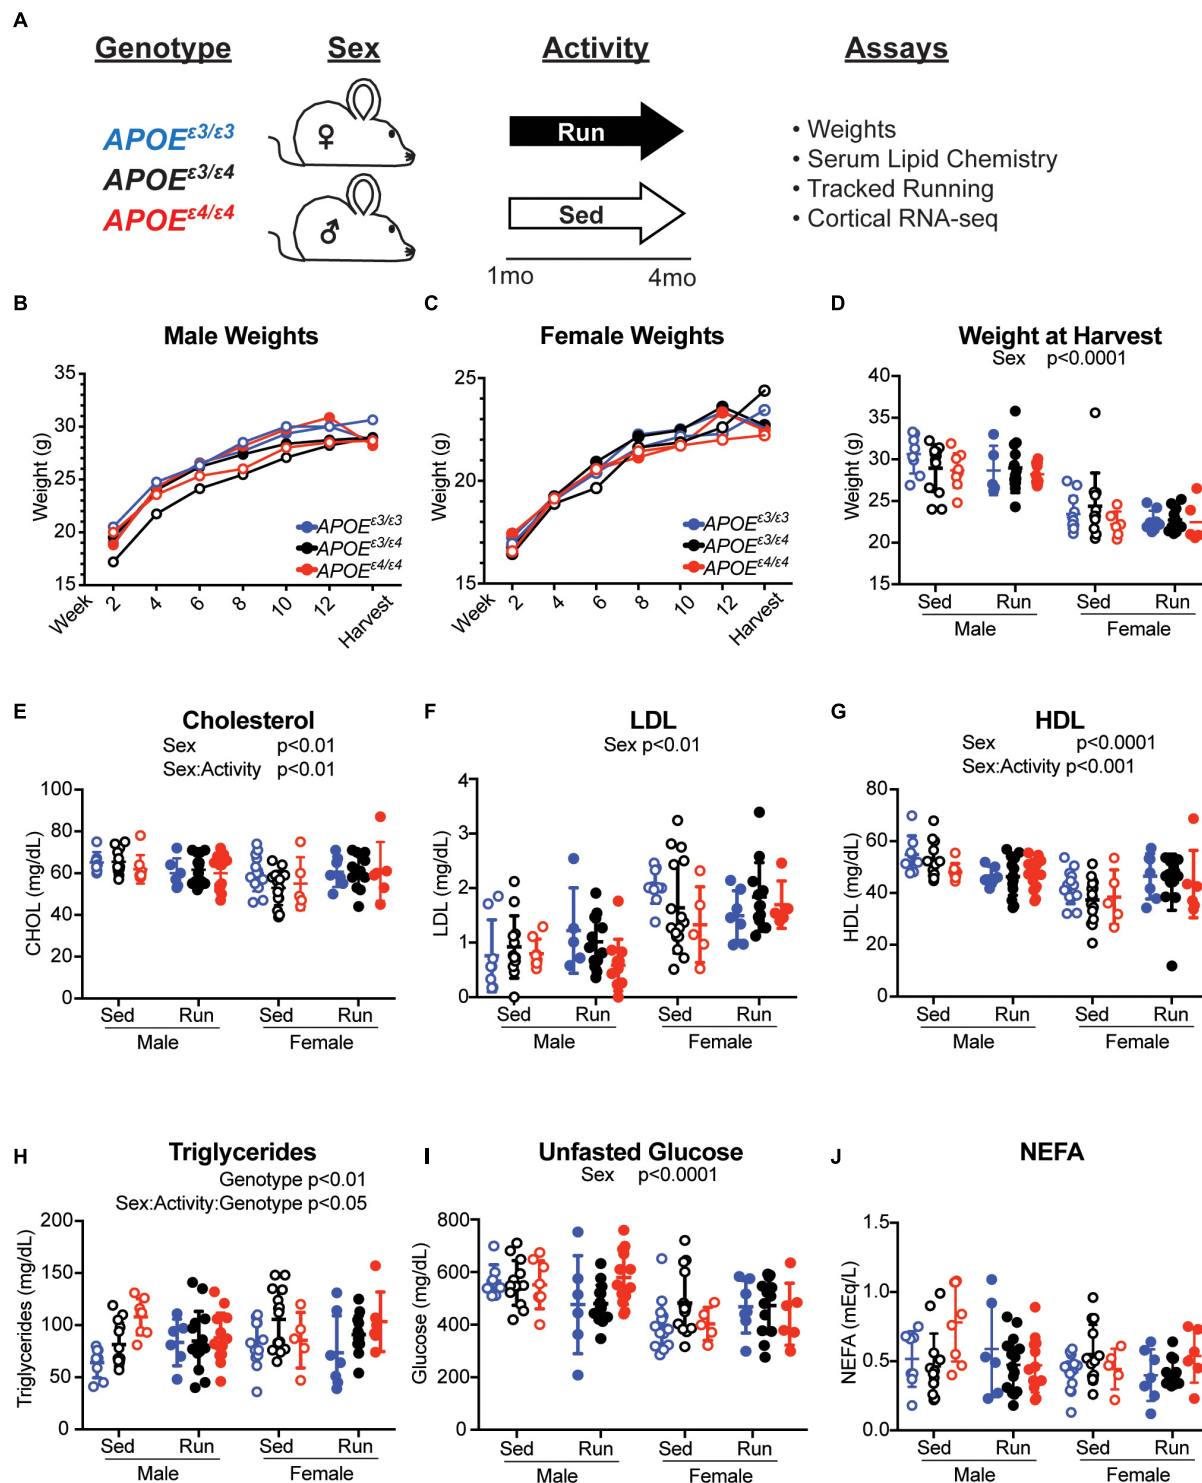 A
Genotype Sex Activity Assays
APOEε3/ε3
APOEε3/ε4
APOEε4/ε4
♀
♂
Run
Sed
1mo 4mo
• Weights
• Serum Lipid Chemistry
• Tracked Running
• Cortical RNA-seq
B
Male Weights
Weight (g)
35
30
25
20
15
Week 2 4 6 8 10 12 Harvest
APOEε3/ε3
APOEε3/ε4
APOEε4/ε4
C
Female Weights
Weight (g)
25
20
15
Week 2 4 6 8 10 12 Harvest
APOEε3/ε3
APOEε3/ε4
APOEε4/ε4
D
Weight at Harvest
Sex p<0.0001
Weight (g)
40
35
30
25
20
15
Sed Run Sed Run
Male Female
E
Cholesterol
Sex p<0.01
Sex:Activity p<0.01
CHOL (mg/dL)
100
80
60
40
20
0
Sed Run Sed Run
Male Female
F
LDL
Sex p<0.01
LDL (mg/dL)
4
3
2
1
0
Sed Run Sed Run
Male Female
G
HDL
Sex p<0.0001
Sex:Activity p<0.001
HDL (mg/dL)
80
60
40
20
0
Sed Run Sed Run
Male Female
H
Triglycerides
Genotype p<0.01
Sex:Activity:Genotype p<0.05
Triglycerides (mg/dL)
200
150
100
50
0
Sed Run Sed Run
Male Female
I
Unfasted Glucose
Sex p<0.0001
Glucose (mg/dL)
800
600
400
200
0
Sed Run Sed Run
Male Female
J
NEFA
NEFA (mEq/L)
1.5
1.0
0.5
0.0
Sed Run Sed Run
Male Female